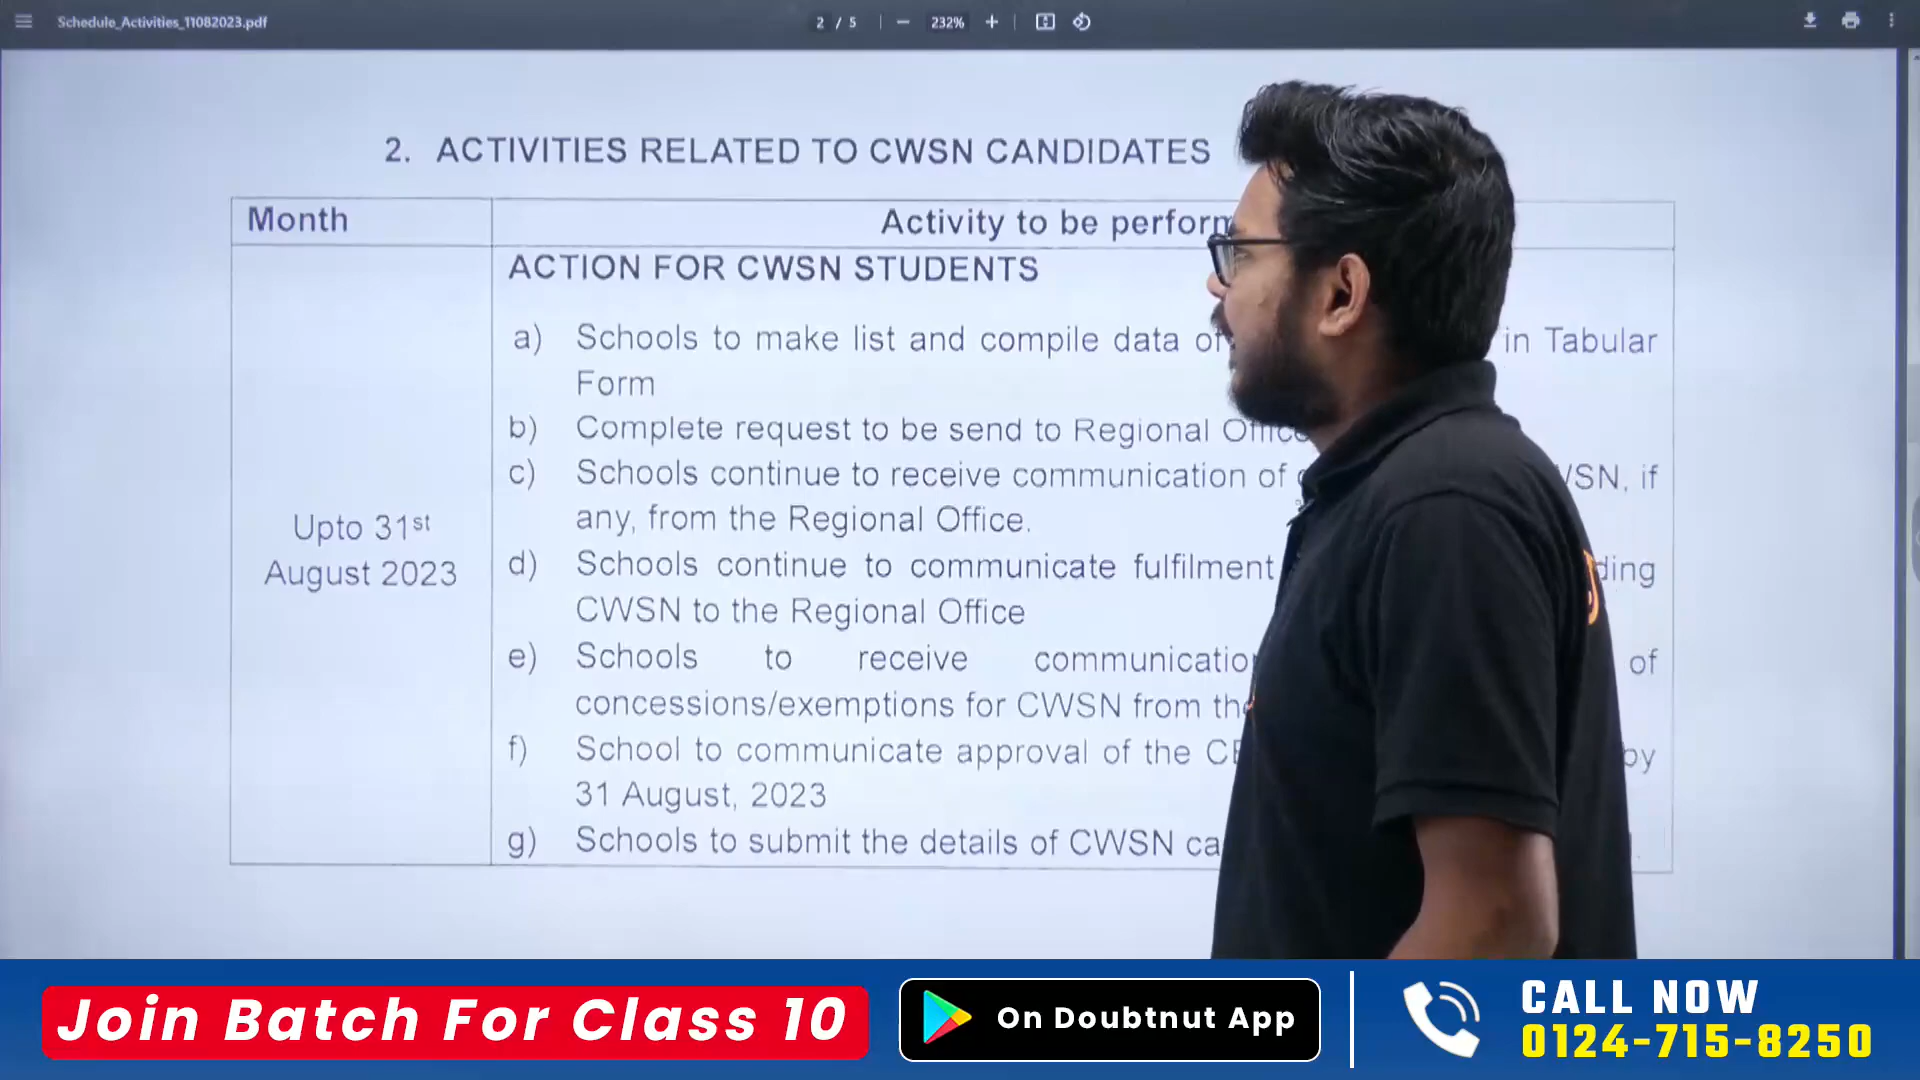 Schedule_Activities_11082023.pdf
2 / 5
232%
2. ACTIVITIES RELATED TO CWSN CANDIDATES
Month
Activity to be perform
ACTION FOR CWSN STUDENTS
a) Schools to make list and compile data of in Tabular
Form
b) Complete request to be send to Regional Office
c) Schools continue to receive communication of CWSN, if
any, from the Regional Office.
Upto 31st
August 2023
d) Schools continue to communicate fulfilment
CWSN to the Regional Office
e) Schools to receive communication of
concessions/exemptions for CWSN from the
f) School to communicate approval of the by
31 August, 2023
g) Schools to submit the details of CWSN
Join Batch For Class 10
On Doubtnut App
CALL NOW
0124-715-8250